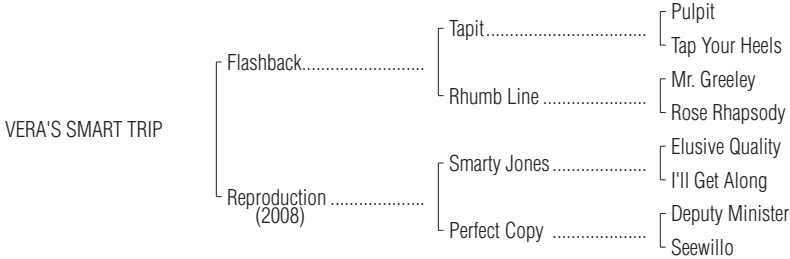 Pulpit
Tapit................................
Tap Your Heels
Flashback........................
Mr. Greeley
Rhumb Line .....................
Rose Rhapsody
VERA'S SMART TRIP
Elusive Quality
Smarty Jones...................
I'll Get Along
Reproduction ...................
(2008)
Deputy Minister
Perfect Copy ...................
Seewillo